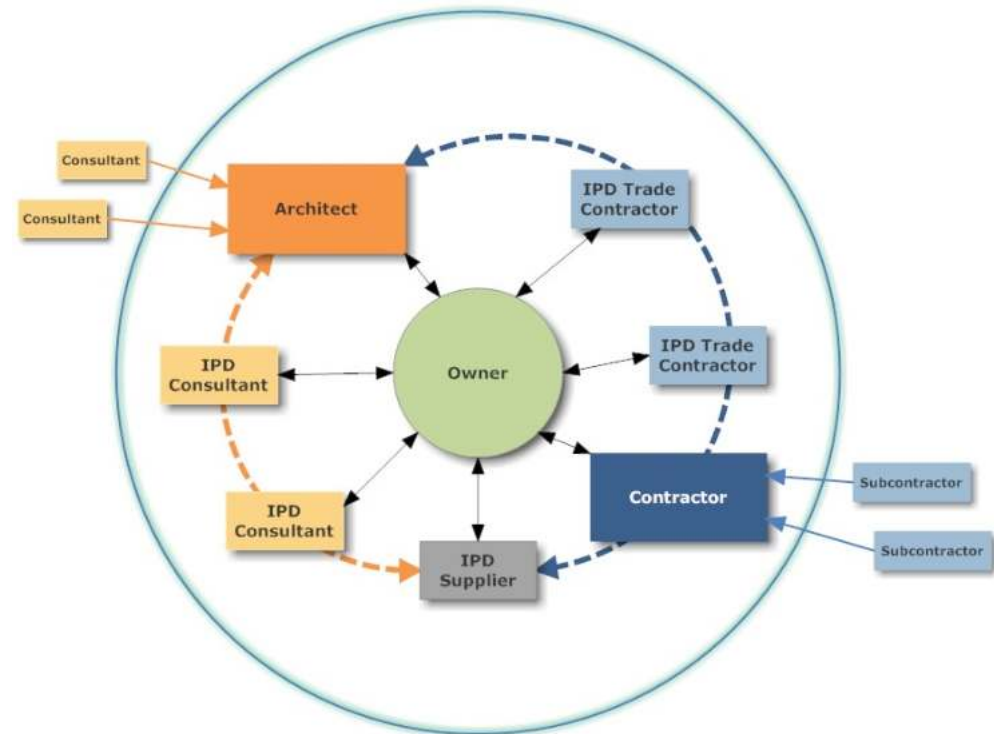 Consultant
Consultant
Architect
IPD Trade
Contractor
IPD Trade
Contractor
IPD
Consultant
Owner
IPD
Consultant
Contractor
Subcontractor
Subcontractor
IPD
Supplier